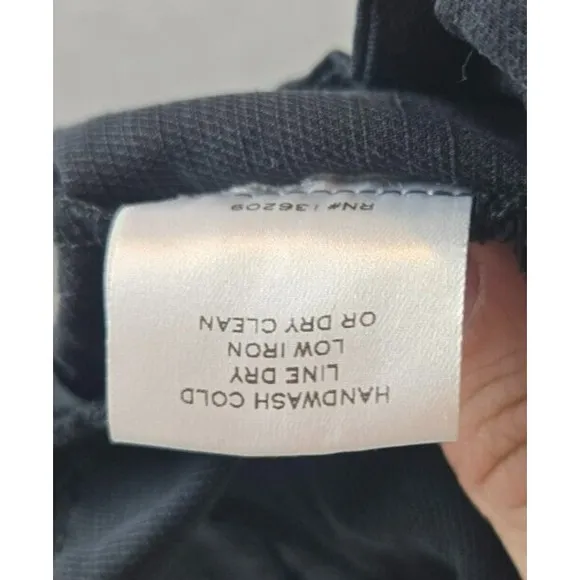 HANDWASH COLD
LINE DRY
LOW IRON
OR DRY CLEAN
RN#136209